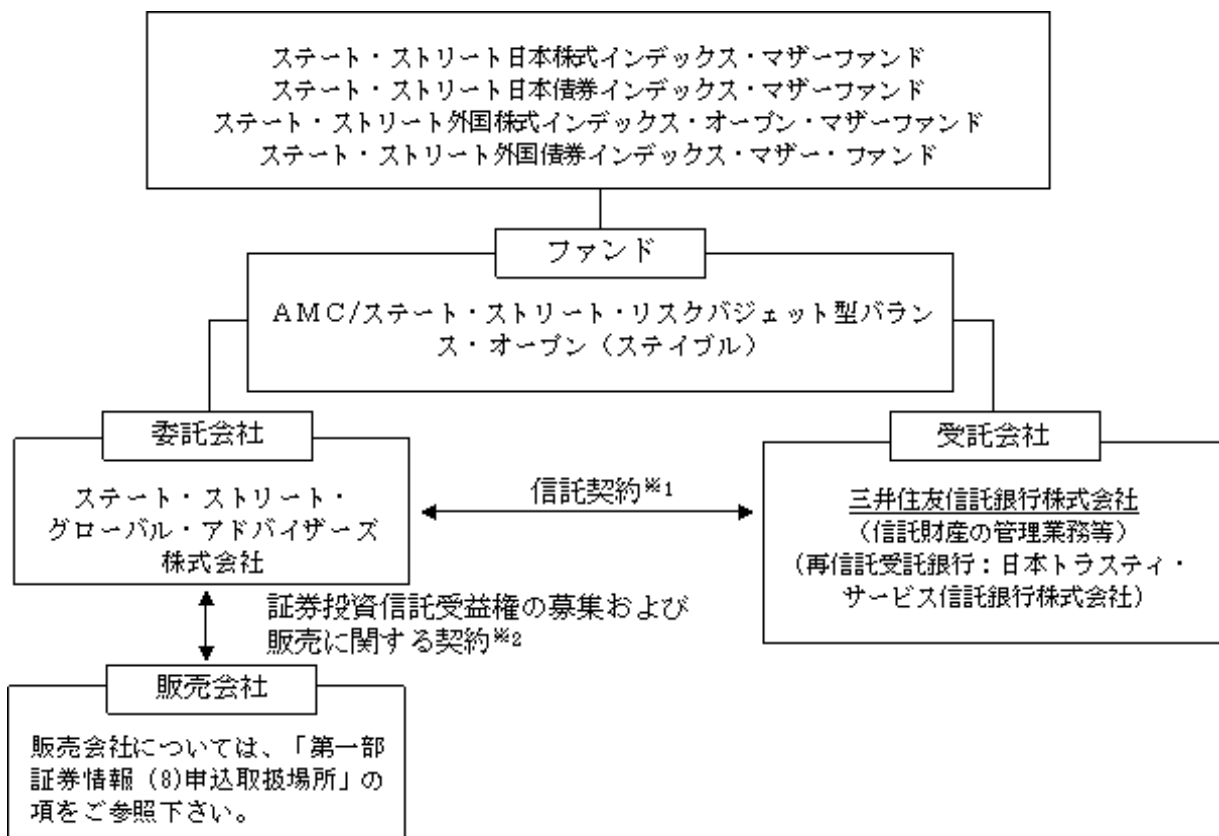 ステート・ストリート日本株式インデックス・マザーファンド
ステート・ストリート日本債券インデックス・マザーファンド
ステート・ストリート外国株式インデックス・オープン・マザーファンド
ステート・ストリート外国債券インデックス・マザー・ファンド
ファンド
AMC/ステート・ストリート・リスクバジェット型バラン
ス・オープン（ステイブル）
委託会社
ステート・ストリート・
グローバル・アドバイザーズ
株式会社
信託契約※1
受託会社
三井住友信託銀行株式会社
（信託財産の管理業務等）
（再信託受託銀行：日本トラスティ・
サービス信託銀行株式会社）
証券投資信託受益権の募集および
販売に関する契約※2
販売会社
販売会社については、「第一部
証券情報（8）申込取扱場所」の
項をご参照下さい。